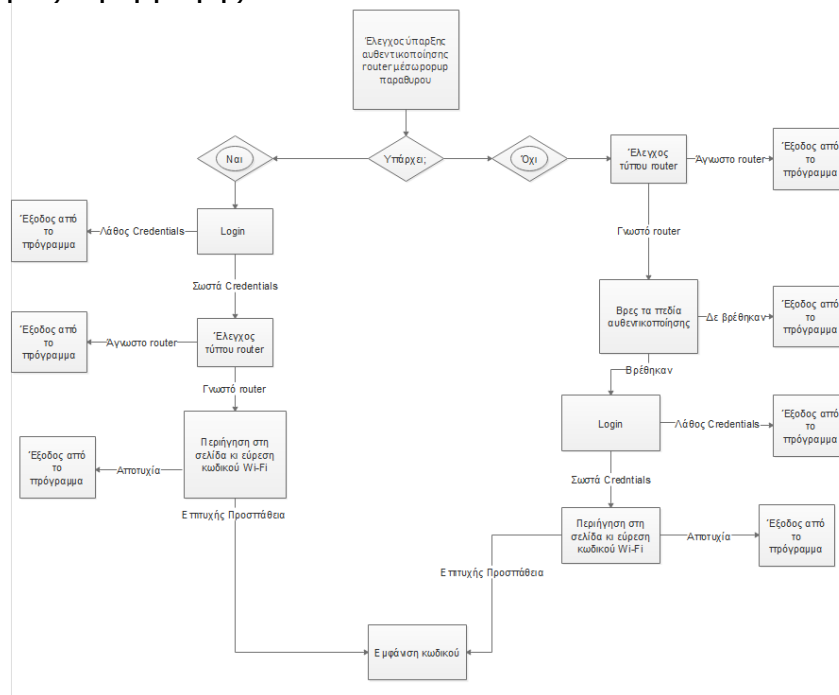 Έλεγχος ύπαρξης
αυθεντικοποίησης
router μέσω popup
παραθυρου
Ναι
Υπάρχει;
Όχι
Έλεγχος
τύπου router
Άγνωστο router
Έξοδος από
το
πρόγραμμα
Έξοδος από
το
πρόγραμμα
Λάθος Credentials
Login
Γνωστό router
Σωστά Credentials
Βρες τα πεδία
αυθεντικοποίησης
Δε βρέθηκαν
Έξοδος από
το
πρόγραμμα
Έξοδος από
το
πρόγραμμα
Άγνωστο router
Έλεγχος
τύπου router
Βρέθηκαν
Γνωστό router
Login
Λάθος Credentials
Έξοδος από
το
πρόγραμμα
Έξοδος από
το
πρόγραμμα
Αποτυχία
Περιήγηση στη
σελίδα κι εύρεση
κωδικού Wi-Fi
Σωστά Credntials
Επιτυχής Προσπάθεια
Περιήγηση στη
σελίδα κι εύρεση
κωδικού Wi-Fi
Αποτυχία
Έξοδος από
το
πρόγραμμα
Επιτυχής Προσπάθεια
Εμφάνιση κωδικού